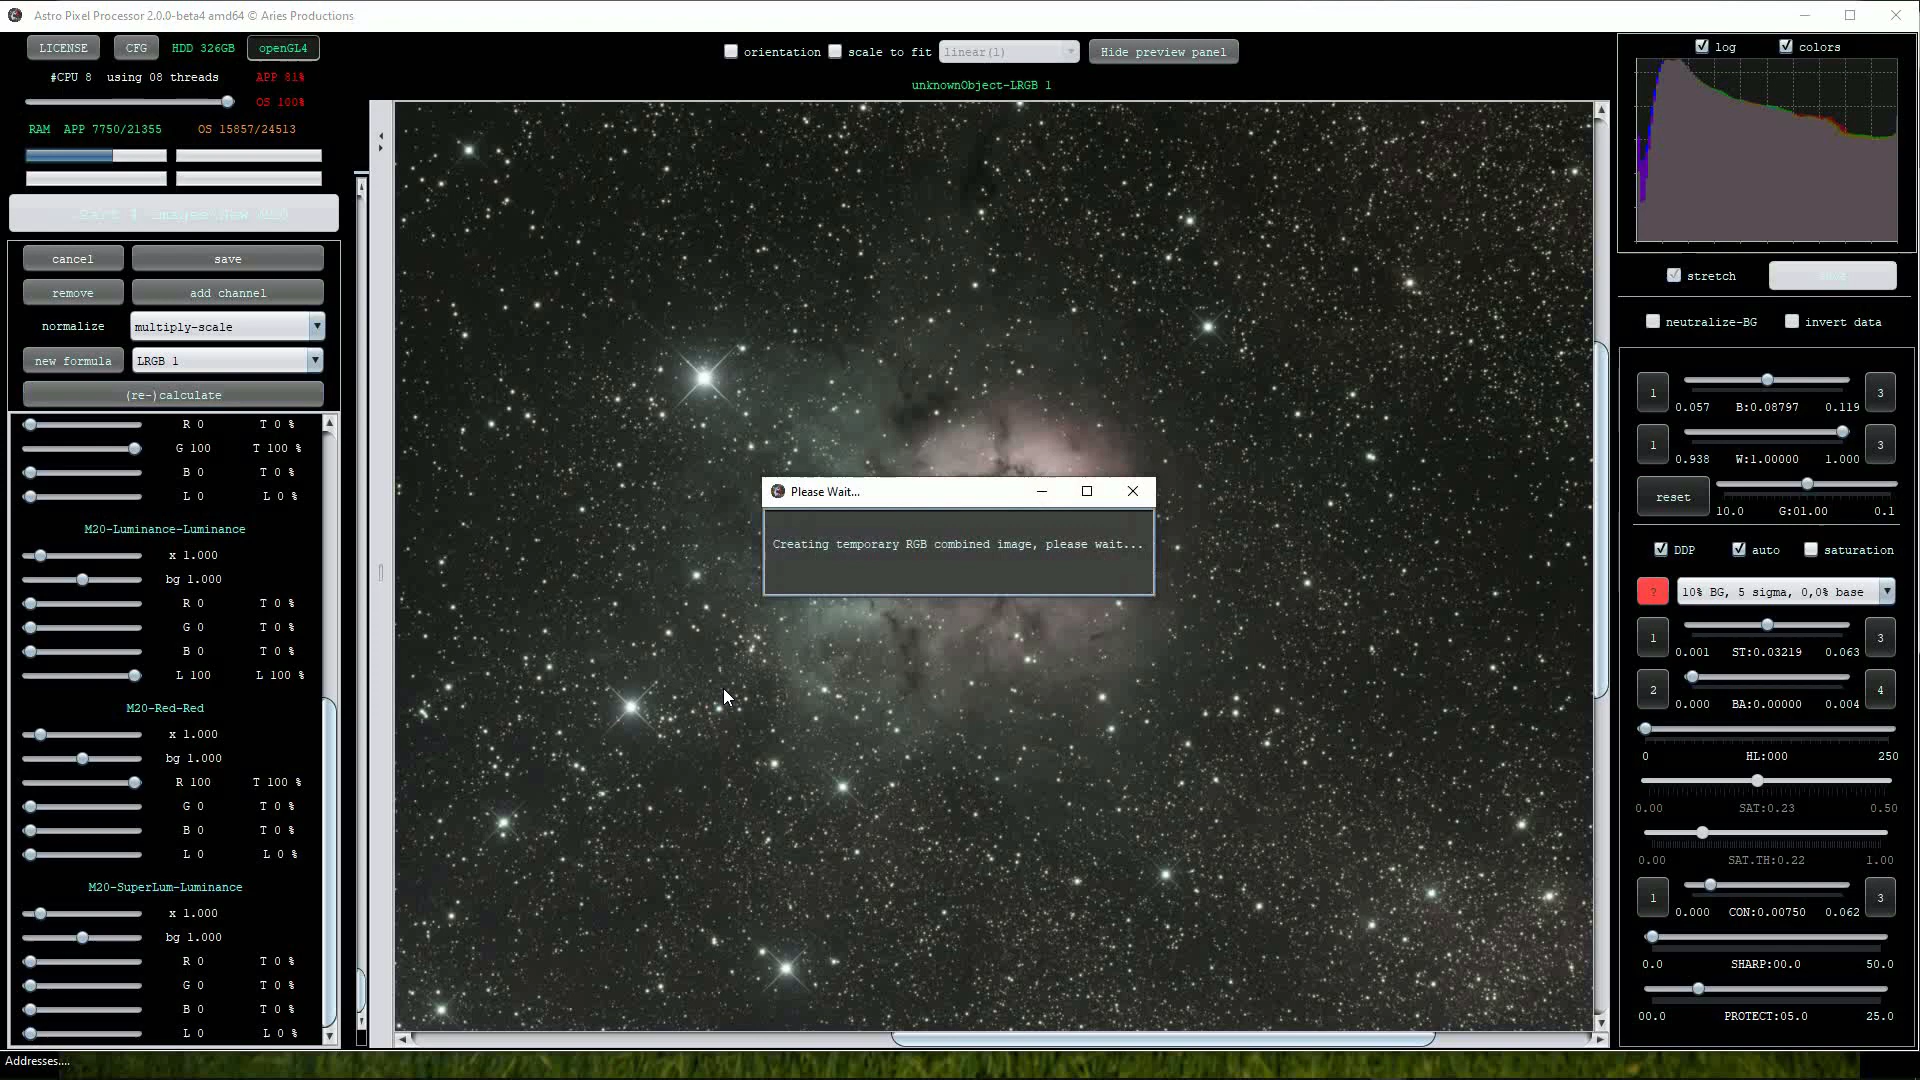 Astro Pixel Processor 2.0.0-beta4 amd64 © Aries Productions
LICENSE CFG HDD 326GB openGL4
#CPU 8 using 08 threads APP 81%
OS 100%
RAM APP 7750/21355 OS 15857/24513
cancel save
remove add channel
normalize multiply-scale
new formula LRGB 1
(re-)calculate
R 0 T 0 %
G 100 T 100 %
B 0 T 0 %
L 0 L 0 %
M20-Luminance-Luminance
x 1.000
bg 1.000
R 0 T 0 %
G 0 T 0 %
B 0 T 0 %
L 100 L 100 %
M20-Red-Red
x 1.000
bg 1.000
R 100 T 100 %
G 0 T 0 %
B 0 T 0 %
L 0 L 0 %
M20-SuperLum-Luminance
x 1.000
bg 1.000
R 0 T 0 %
G 0 T 0 %
B 0 T 0 %
L 0 L 0 %
Addresses....
orientation scale to fit linear(1) Hide preview panel
unknownObject-LRGB 1
Please Wait...
Creating temporary RGB combined image, please wait...
log colors
stretch
neutralize-BG invert data
1 3
0.057 B:0.08797 0.119
1 3
0.938 W:1.00000 1.000
reset
10.0 G:01.00 0.1
DDP auto saturation
? 10% BG, 5 sigma, 0,0% base
1 3
0.001 ST:0.03219 0.063
2 4
0.000 BA:0.00000 0.004
0 HL:000 250
0.00 SAT:0.23 0.50
0.00 SAT.TH:0.22 1.00
1 3
0.000 CON:0.00750 0.062
0.0 SHARP:00.0 50.0
00.0 PROTECT:05.0 25.0